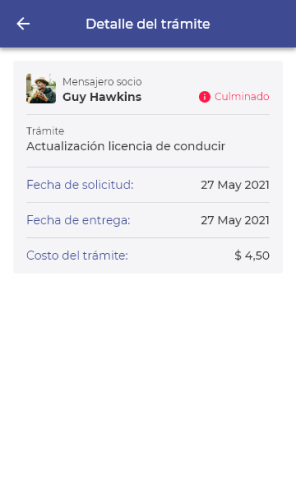 Detalle del trámite
Mensajero socio
Guy Hawkins
Culminado
Trámite
Actualización licencia de conducir
Fecha de solicitud: 27 May 2021
Fecha de entrega: 27 May 2021
Costo del trámite: $ 4,50